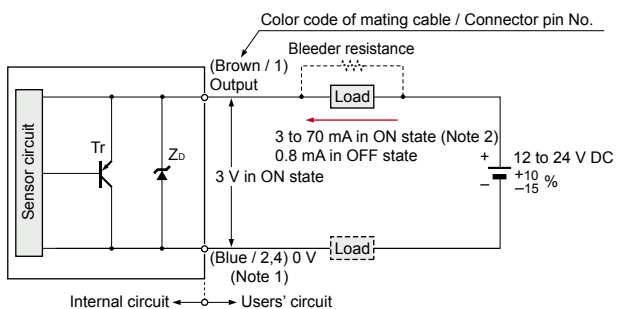 Color code of mating cable / Connector pin No.
Bleeder resistance
(Brown / 1)
Output
Load
3 to 70 mA in ON state (Note 2)
0.8 mA in OFF state
Sensor circuit
Tr
ZD
3 V in ON state
+
−
12 to 24 V DC
+10
−15 %
Load
(Blue / 2,4) 0 V
(Note 1)
Internal circuit
Users' circuit